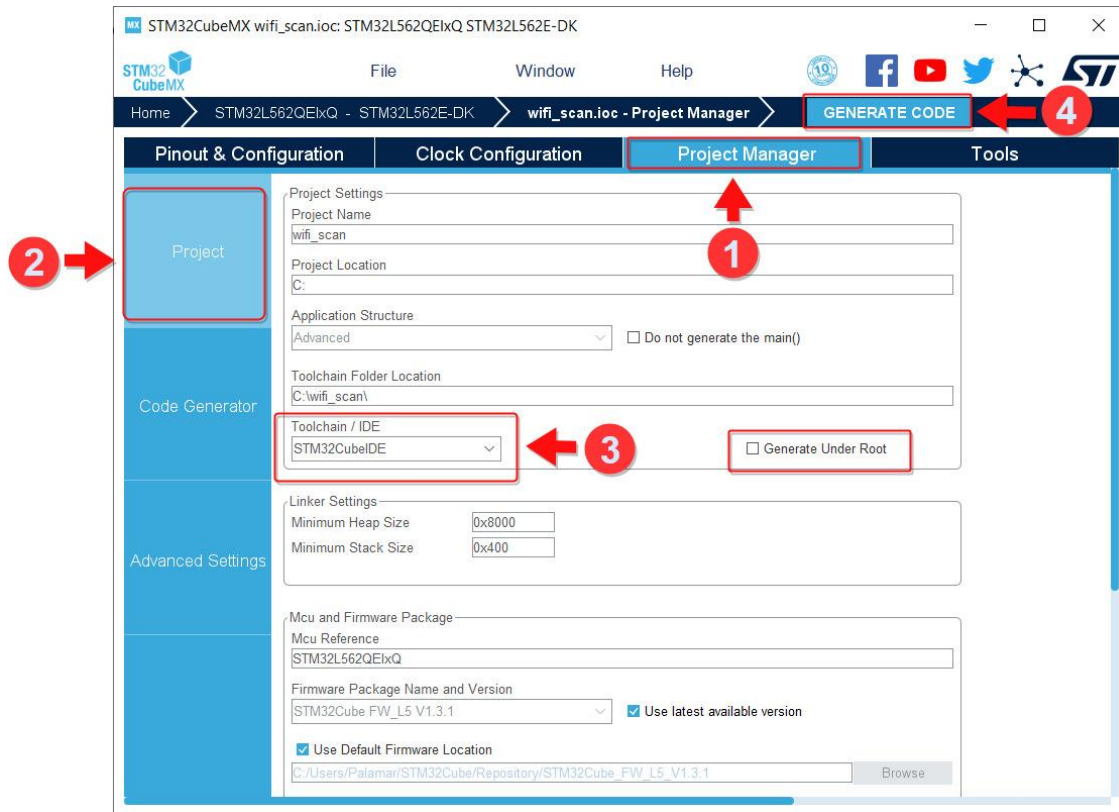 MX STM32CubeMX wifi_scan.ioc: STM32L562QEIxQ STM32L562E-DK
STM32 CubeMX File Window Help 10
Home STM32L562QEIxQ - STM32L562E-DK wifi_scan.ioc - Project Manager GENERATE CODE 4
Pinout & Configuration Clock Configuration Project Manager Tools
Project Settings
Project Name
wifi_scan
1
2 Project
Project Location
C:
Application Structure
Advanced Do not generate the main()
Toolchain Folder Location
C:\wifi_scan\
Code Generator
Toolchain / IDE
STM32CubeIDE 3 Generate Under Root
Linker Settings
Minimum Heap Size 0x8000
Minimum Stack Size 0x400
Advanced Settings
Mcu and Firmware Package
Mcu Reference
STM32L562QEIxQ
Firmware Package Name and Version
STM32Cube FW_L5 V1.3.1 Use latest available version
Use Default Firmware Location
C:/Users/Palamar/STM32Cube/Repository/STM32Cube_FW_L5_V1.3.1 Browse